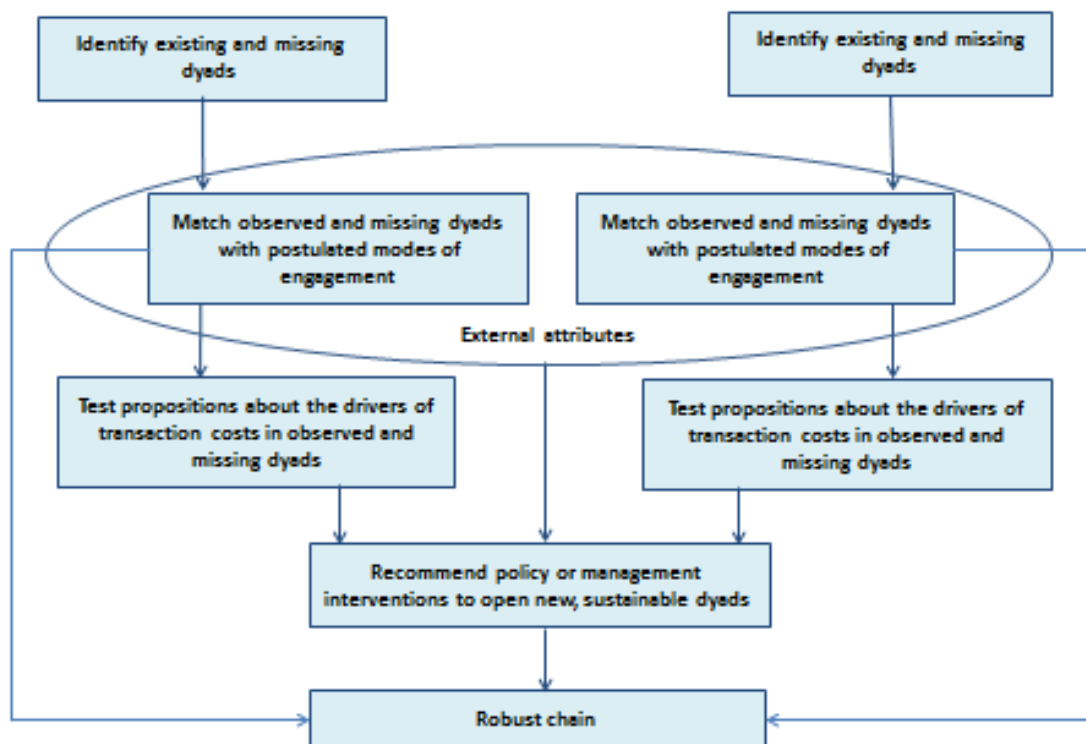 Identify existing and missing
dyads
Identify existing and missing
dyads
Match observed and missing dyads
with postulated modes of
engagement
Match observed and missing dyads
with postulated modes of
engagement
External attributes
Test propositions about the drivers of
transaction costs in observed and
missing dyads
Test propositions about the drivers of
transaction costs in observed and
missing dyads
Recommend policy or management
interventions to open new, sustainable dyads
Robust chain